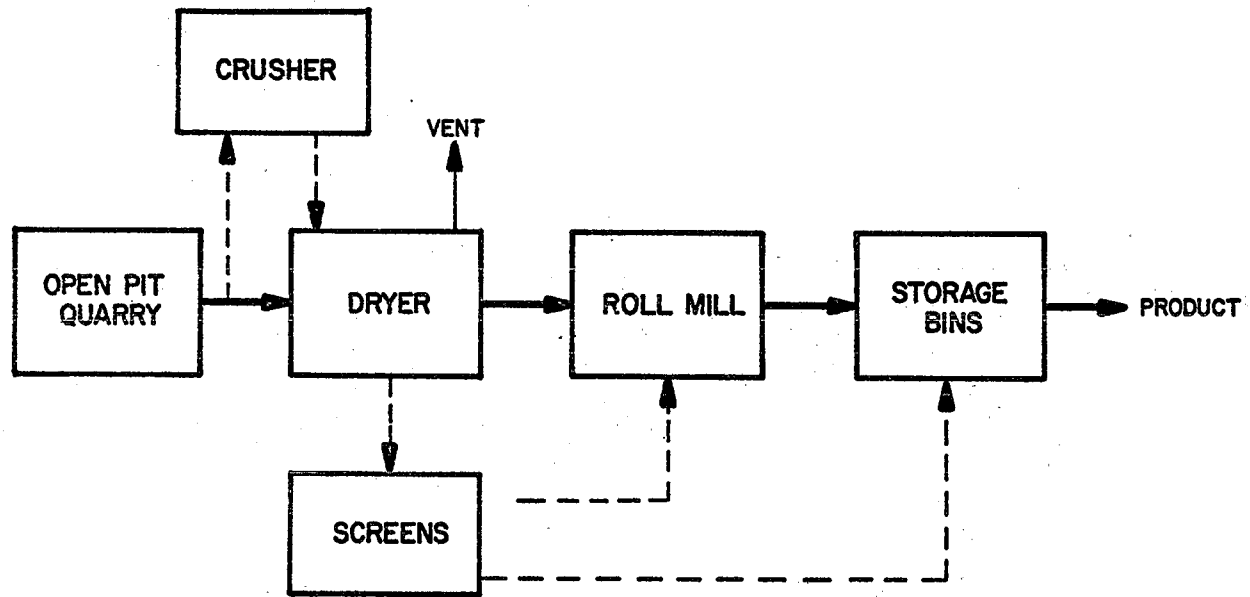 CRUSHER
VENT
OPEN PIT
QUARRY
DRYER
ROLL MILL
STORAGE
BINS
PRODUCT
SCREENS